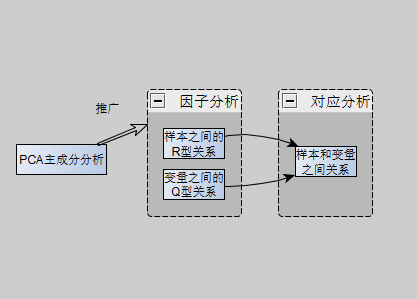 推广
因子分析
对应分析
PCA主成分分析
样本之间的
R型关系
变量之间的
Q型关系
样本和变量
之间关系